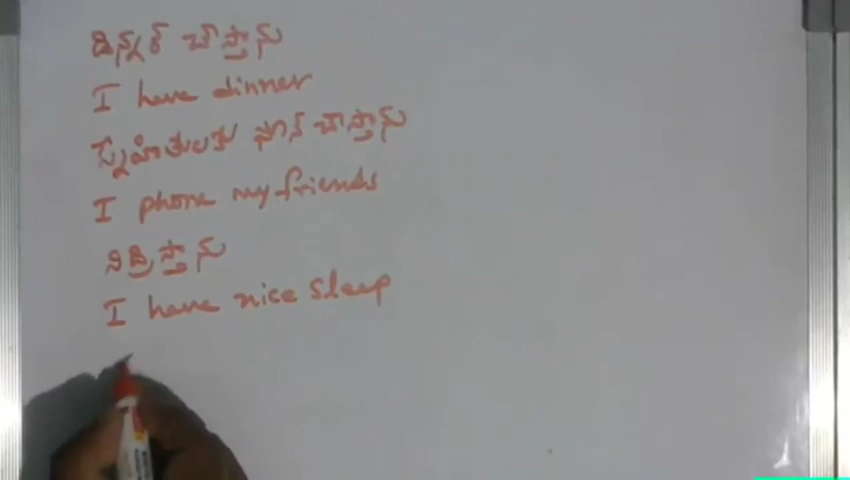 డిన్నర్ చేస్తాను
I have dinner
స్నేహితులకు ఫోన్ చేస్తాను
I phone my friends
నిద్రిస్తాను
I have nice sleep